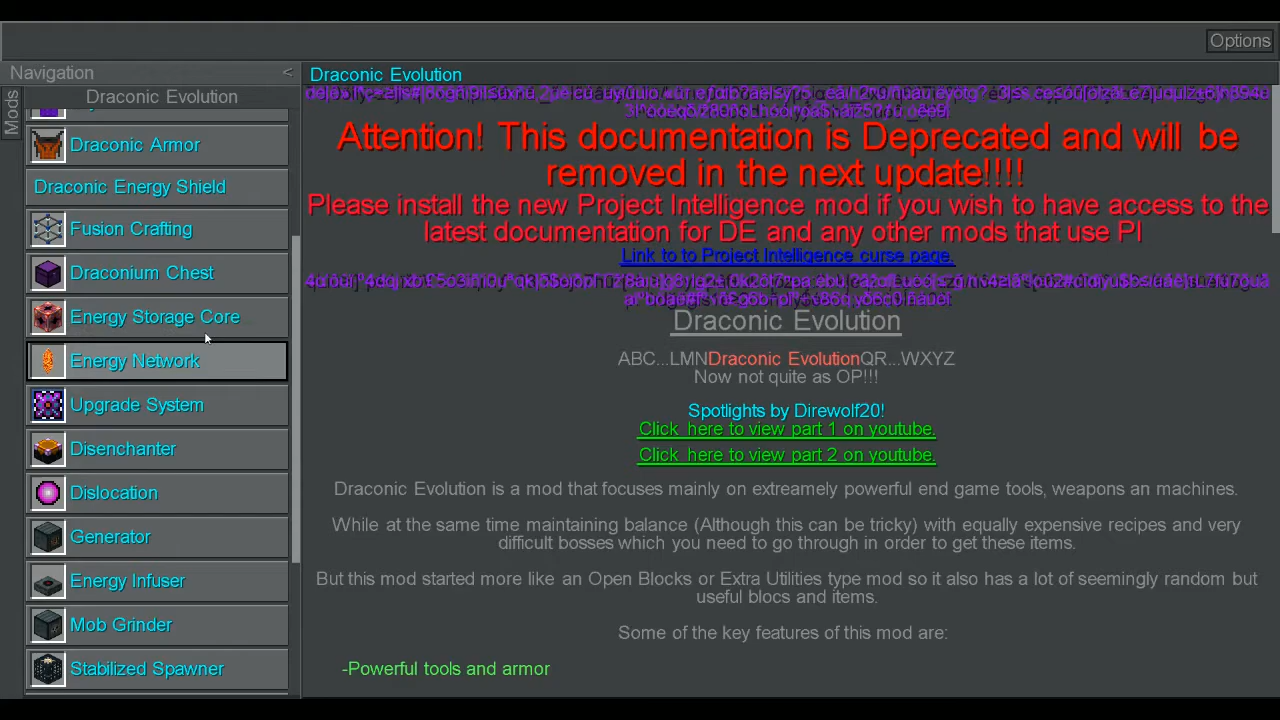 Options
Navigation <
Mods
Draconic Evolution
Draconic Armor
Draconic Energy Shield
Fusion Crafting
Draconium Chest
Energy Storage Core
Energy Network
Upgrade System
Disenchanter
Dislocation
Generator
Energy Infuser
Mob Grinder
Stabilized Spawner
Draconic Evolution
Attention! This documentation is Deprecated and will be
removed in the next update!!!!
Please install the new Project Intelligence mod if you wish to have access to the
latest documentation for DE and any other mods that use PI
Link to to Project Intelligence curse page.
Draconic Evolution
ABC...LMNDraconic EvolutionQR...WXYZ
Now not quite as OP!!!
Spotlights by Direwolf20!
Click here to view part 1 on youtube.
Click here to view part 2 on youtube.
Draconic Evolution is a mod that focuses mainly on extreamely powerful end game tools, weapons an machines.
While at the same time maintaining balance (Although this can be tricky) with equally expensive recipes and very
difficult bosses which you need to go through in order to get these items.
But this mod started more like an Open Blocks or Extra Utilities type mod so it also has a lot of seemingly random but
useful blocs and items.
Some of the key features of this mod are:
-Powerful tools and armor